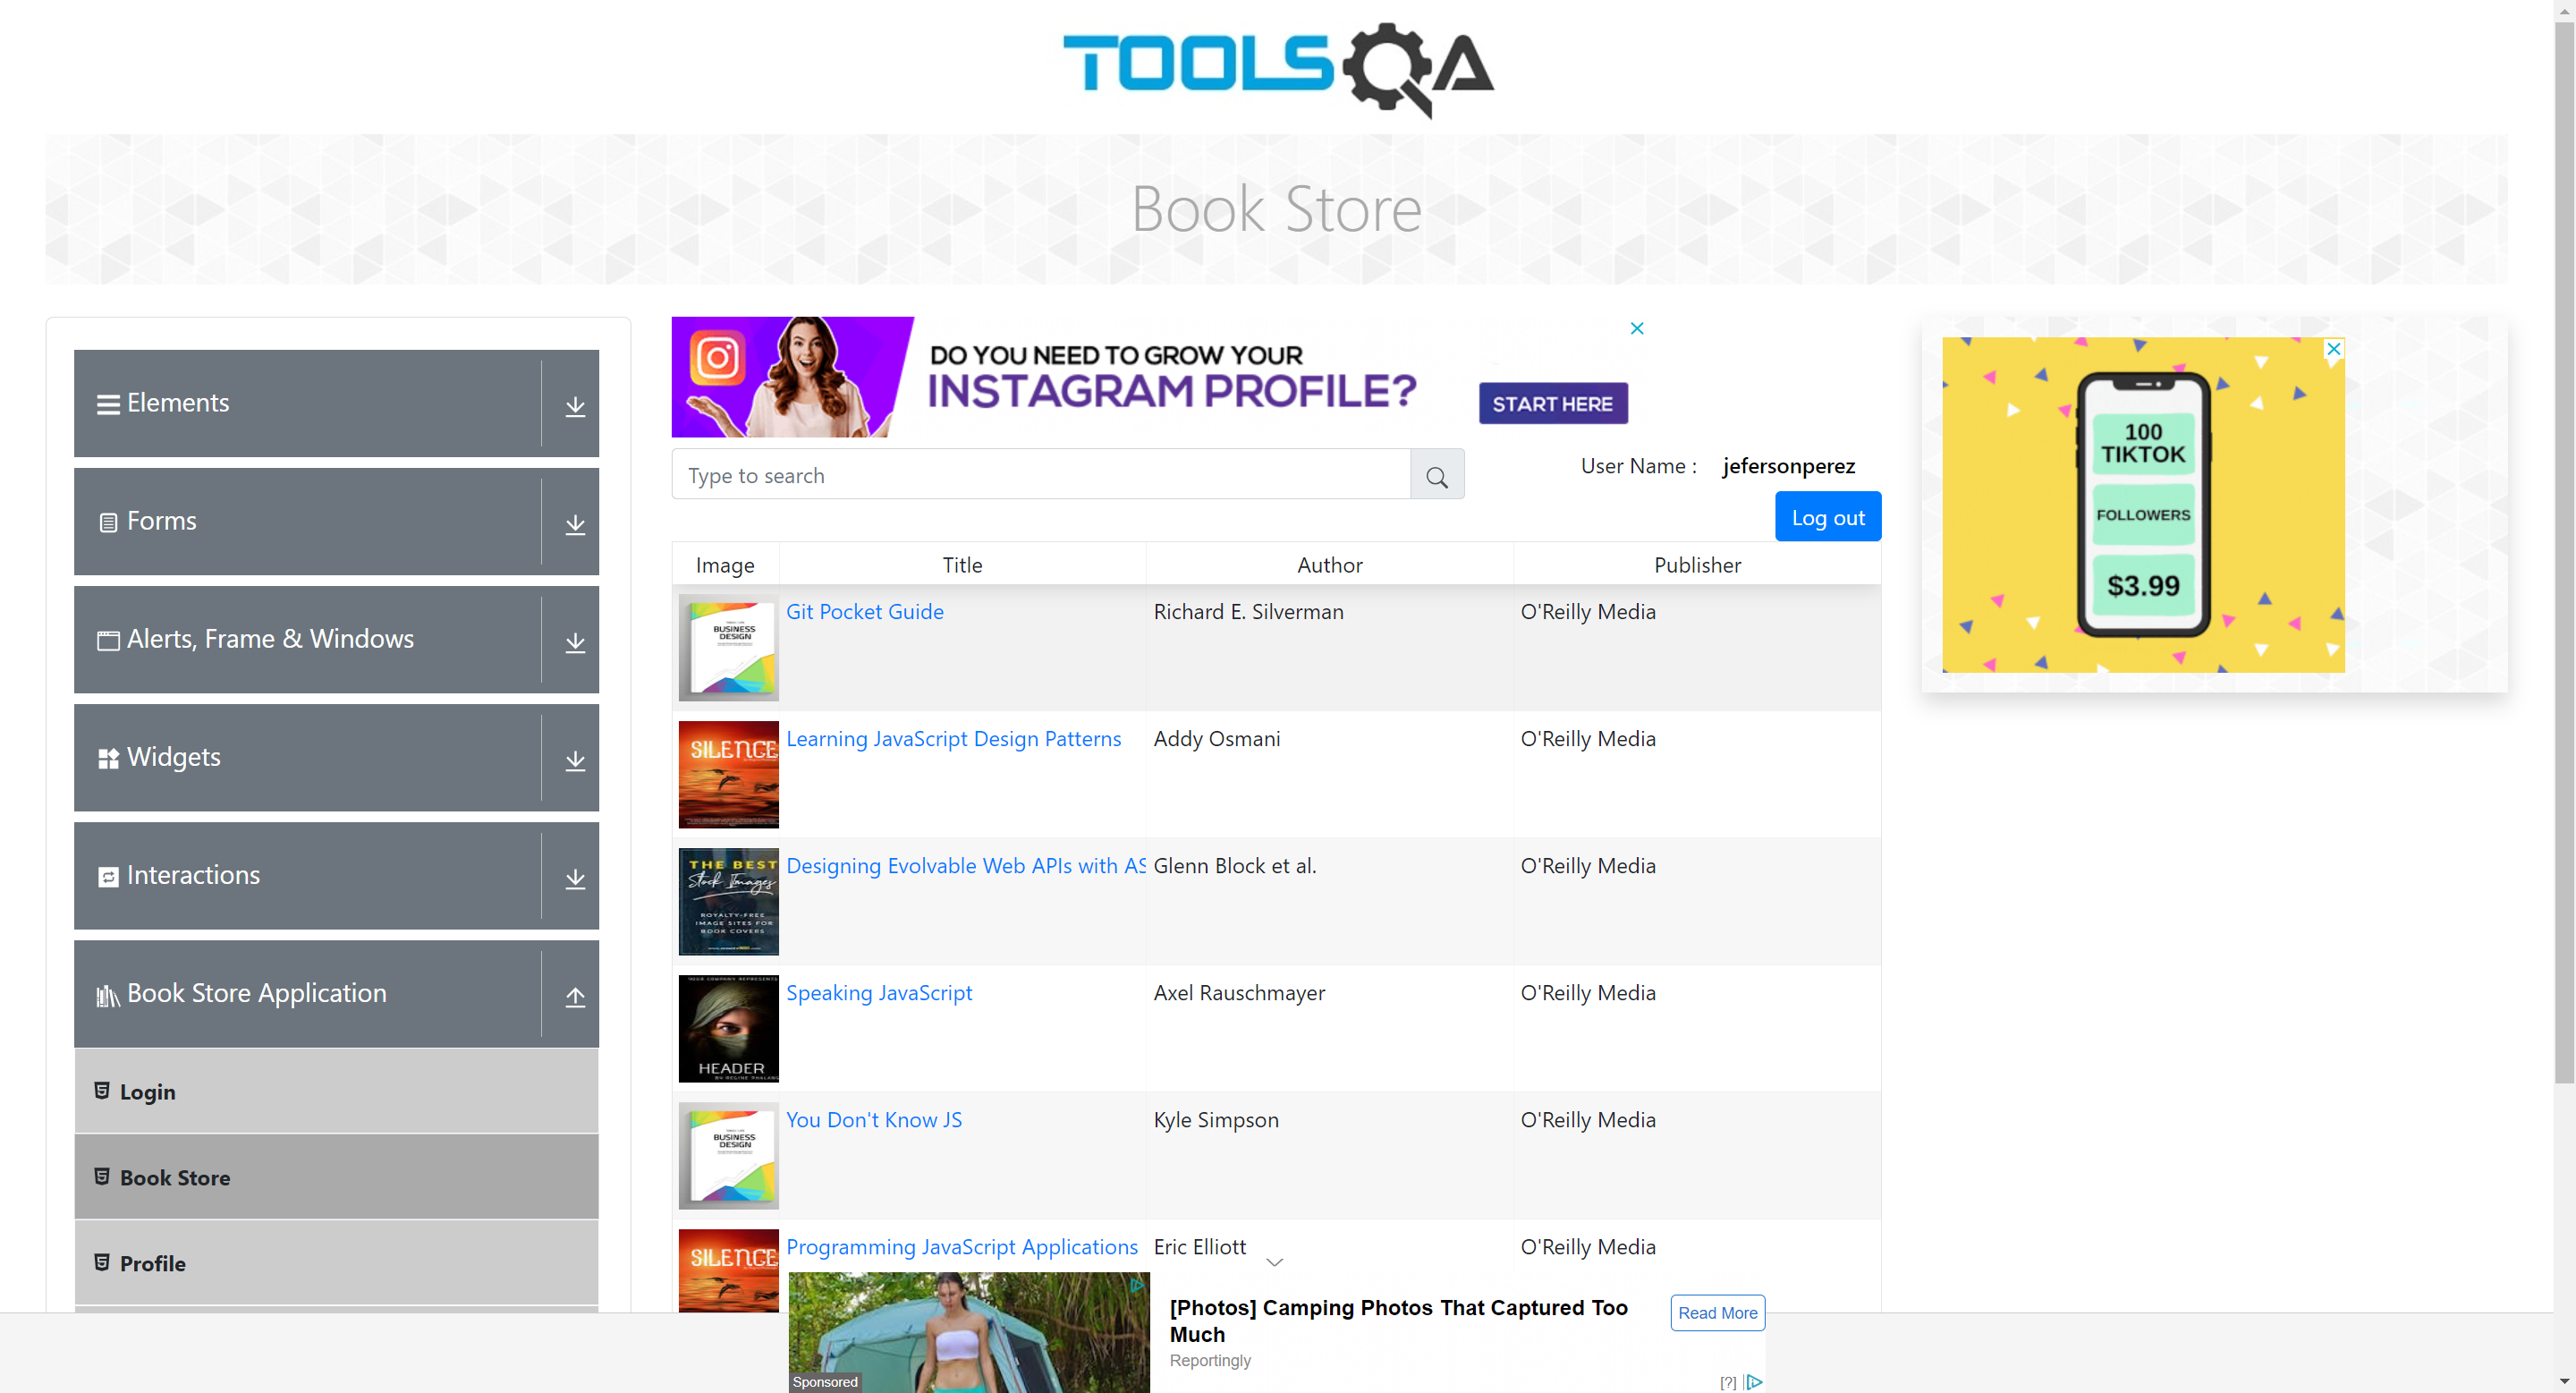 TOOLSQA
Book Store
Elements
Forms
Alerts, Frame & Windows
Widgets
Interactions
Book Store Application
Login
Book Store
Profile
DO YOU NEED TO GROW YOUR
INSTAGRAM PROFILE?
START HERE
Type to search
User Name : jefersonperez
Log out
Image Title Author Publisher
BUSINESS
DESIGN
Git Pocket Guide Richard E. Silverman O'Reilly Media
SILENCE
Learning JavaScript Design Patterns Addy Osmani O'Reilly Media
THE BEST
Stock Images
ROYALTY-FREE
IMAGE SITES FOR
BOOK COVERS
Designing Evolvable Web APIs with AS Glenn Block et al. O'Reilly Media
YOUR COMPANY REPRESENTS
HEADER
Speaking JavaScript Axel Rauschmayer O'Reilly Media
BUSINESS
DESIGN
You Don't Know JS Kyle Simpson O'Reilly Media
SILENCE
Programming JavaScript Applications Eric Elliott O'Reilly Media
100
TIKTOK
FOLLOWERS
$3.99
Sponsored
[Photos] Camping Photos That Captured Too
Much
Reportingly
Read More
[?]